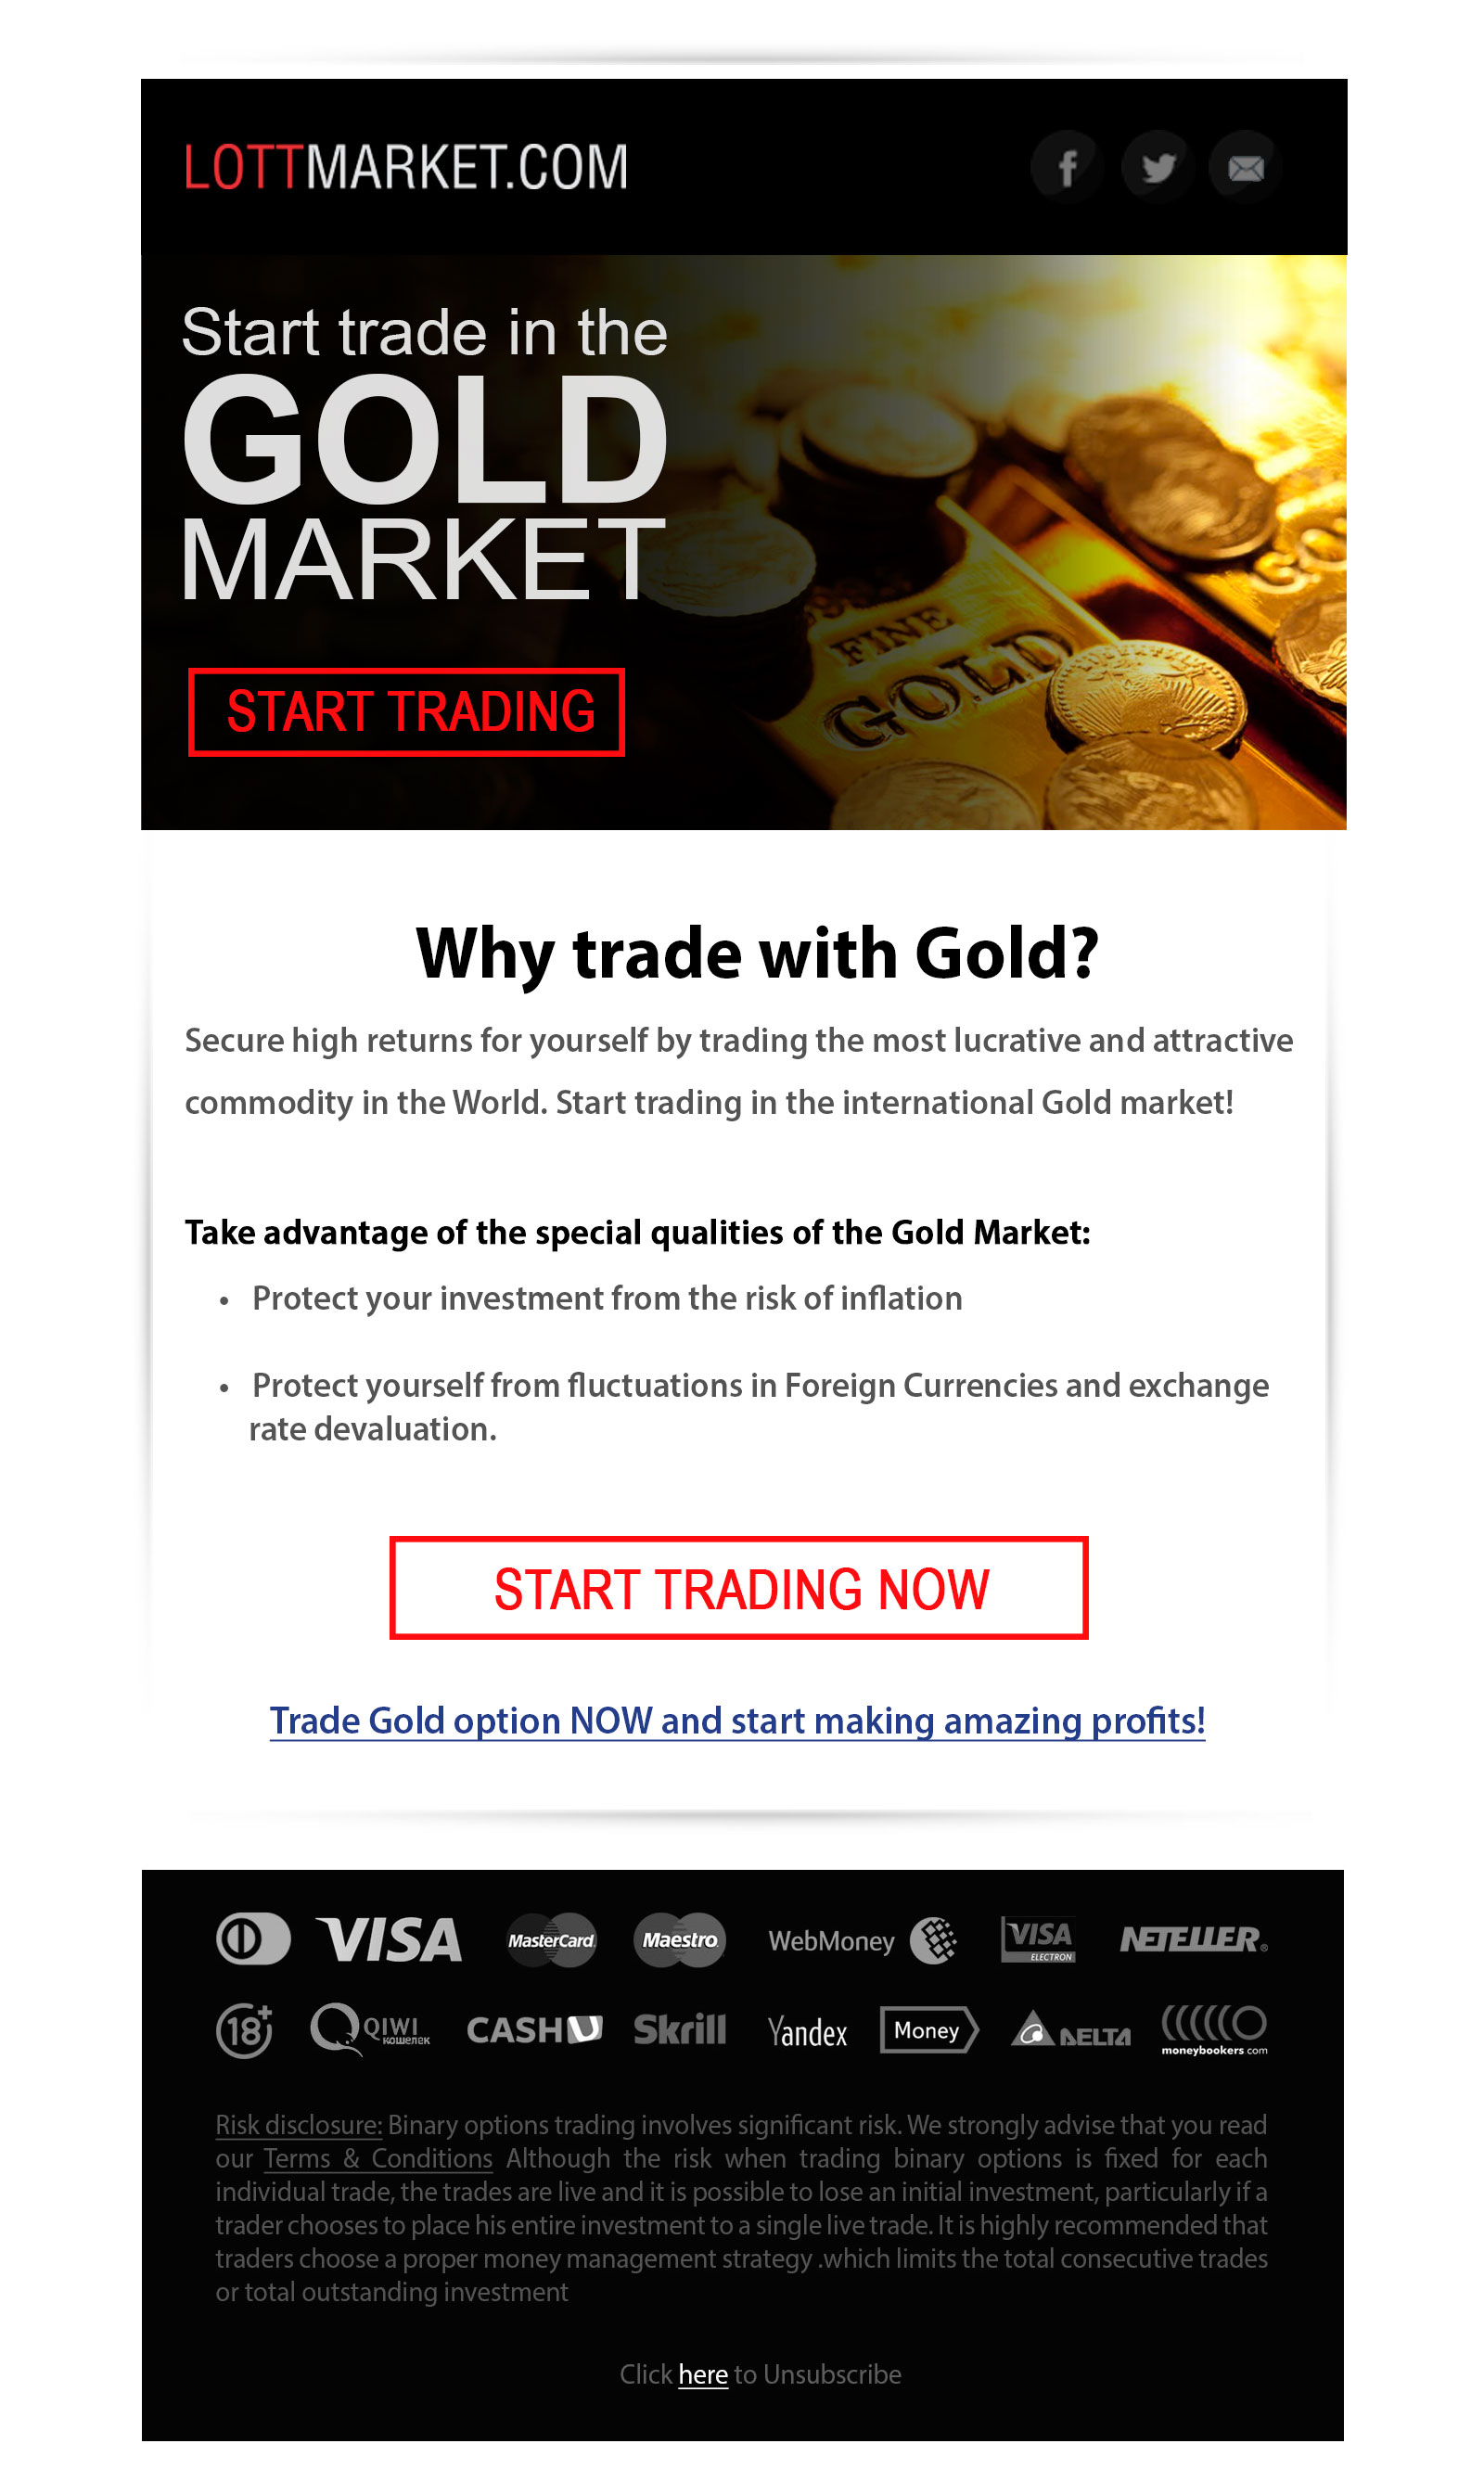 LOTTMARKET.COM
Start trade in the
GOLD
MARKET
FINE
GOLD
START TRADING
Why trade with Gold?
Secure high returns for yourself by trading the most lucrative and attractive
commodity in the World. Start trading in the international Gold market!
Take advantage of the special qualities of the Gold Market:
• Protect your investment from the risk of inflation
• Protect yourself from fluctuations in Foreign Currencies and exchange
rate devaluation.
START TRADING NOW
Trade Gold option NOW and start making amazing profits!
VISA MasterCard Maestro WebMoney VISA ELECTRON NETELLER®
18+ QIWI КОШЕЛЕК CASHU Skrill Yandex Money DELTA moneybookers.com
Risk disclosure: Binary options trading involves significant risk. We strongly advise that you read
our Terms & Conditions Although the risk when trading binary options is fixed for each
individual trade, the trades are live and it is possible to lose an initial investment, particularly if a
trader chooses to place his entire investment to a single live trade. It is highly recommended that
traders choose a proper money management strategy .which limits the total consecutive trades
or total outstanding investment
Click here to Unsubscribe